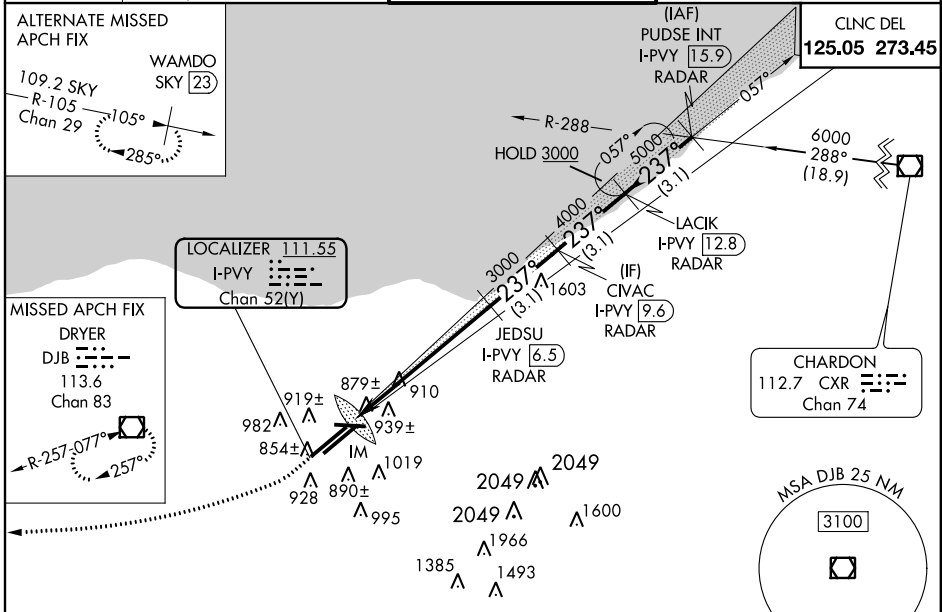 ALTERNATE MISSED
APCH FIX
WAMDO
SKY 23
109.2 SKY
R-105
Chan 29
105°
285°
(IAF)
PUDSE INT
I-PVY 15.9
RADAR
CLNC DEL
125.05 273.45
057°
R-288
057°
5000
HOLD 3000
237°
(3.1)
6000
288°
(18.9)
4000
237°
(3.1)
LACIK
I-PVY 12.8
RADAR
LOCALIZER 111.55
I-PVY
Chan 52(Y)
3000
237°
(3.1)
1603
(IF)
CIVAC
I-PVY 9.6
RADAR
JEDSU
I-PVY 6.5
RADAR
MISSED APCH FIX
DRYER
DJB
113.6
Chan 83
R-257
077°
257°
CHARDON
112.7 CXR
Chan 74
879±
910
919±
982
939±
854±
IM
1019
928
890±
995
2049
2049
2049
1600
1966
1385
1493
MSA DJB 25 NM
3100